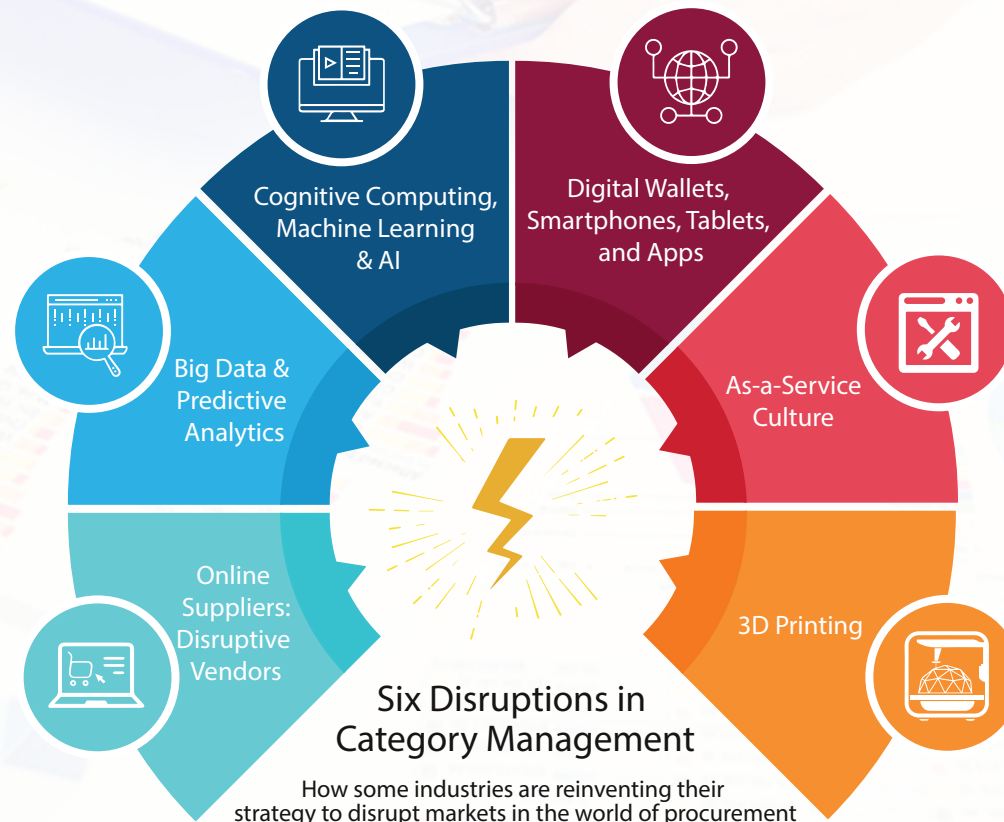 Cognitive Computing,
Machine Learning
& AI
Digital Wallets,
Smartphones, Tablets,
and Apps
Big Data &
Predictive
Analytics
As-a-Service
Culture
Online
Suppliers:
Disruptive
Vendors
3D Printing
Six Disruptions in
Category Management
How some industries are reinventing their
strategy to disrupt markets in the world of procurement